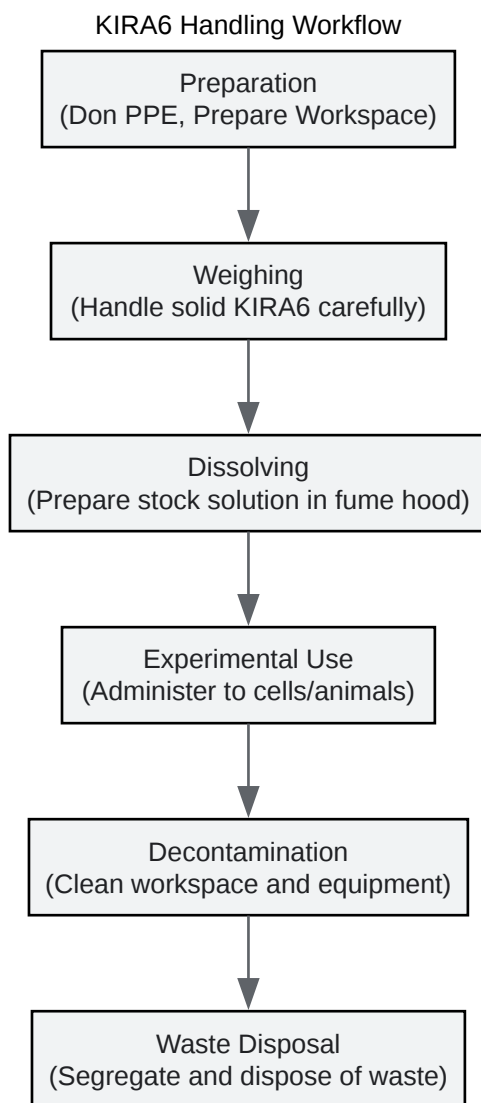 KIRA6 Handling Workflow
Preparation
(Don PPE, Prepare Workspace)
Weighing
(Handle solid KIRA6 carefully)
Dissolving
(Prepare stock solution in fume hood)
Experimental Use
(Administer to cells/animals)
Decontamination
(Clean workspace and equipment)
Waste Disposal
(Segregate and dispose of waste)